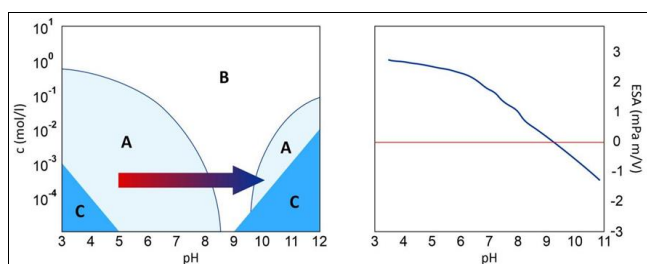 10¹
10⁰
10⁻¹
10⁻²
10⁻³
10⁻⁴
c (mol/l)
B
A
A
C
C
3 4 5 6 7 8 9 10 11 12
pH
3
2
1
0
-1
-2
-3
ESA (mPa m/V)
3 4 5 6 7 8 9 10 11
pH